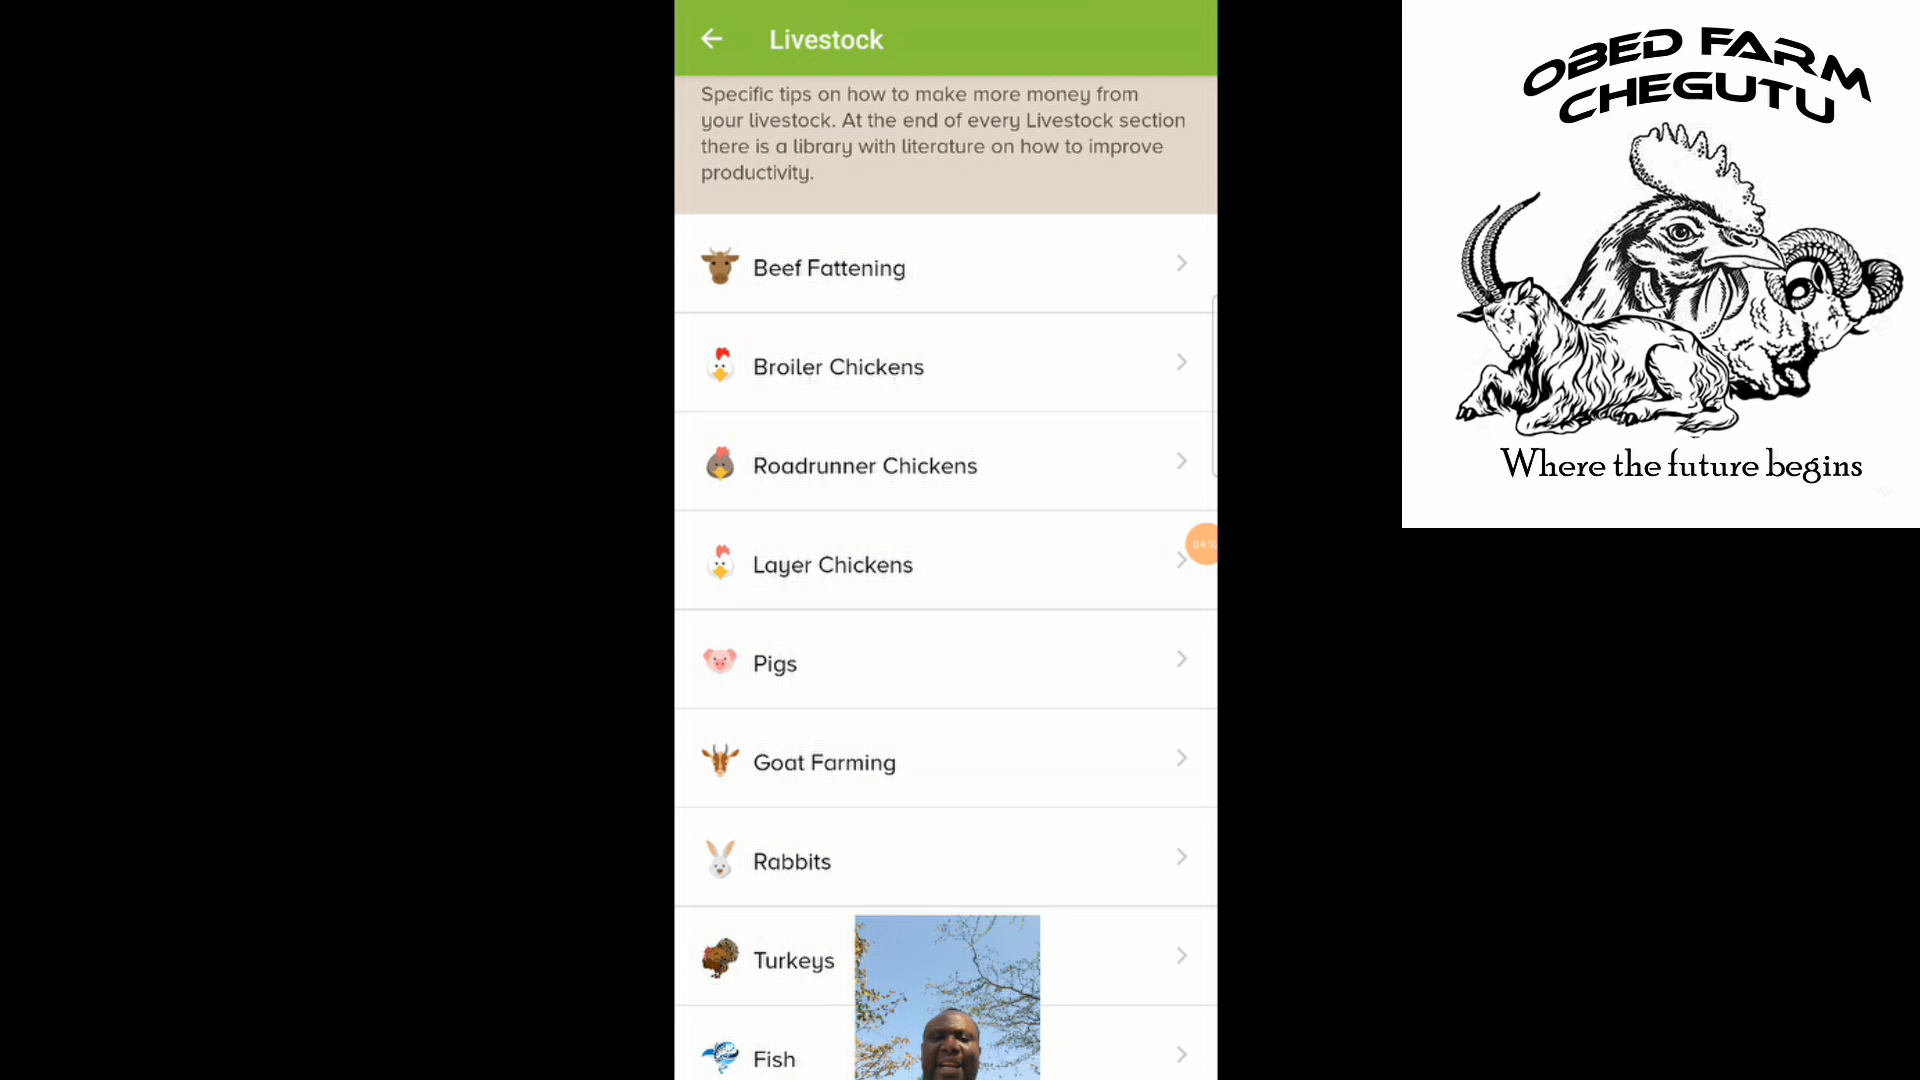 Livestock
Specific tips on how to make more money from
your livestock. At the end of every Livestock section
there is a library with literature on how to improve
productivity.
Beef Fattening
Broiler Chickens
Roadrunner Chickens
Layer Chickens
Pigs
Goat Farming
Rabbits
Turkeys
Fish
OBED FARM
CHEGUTU
Where the future begins